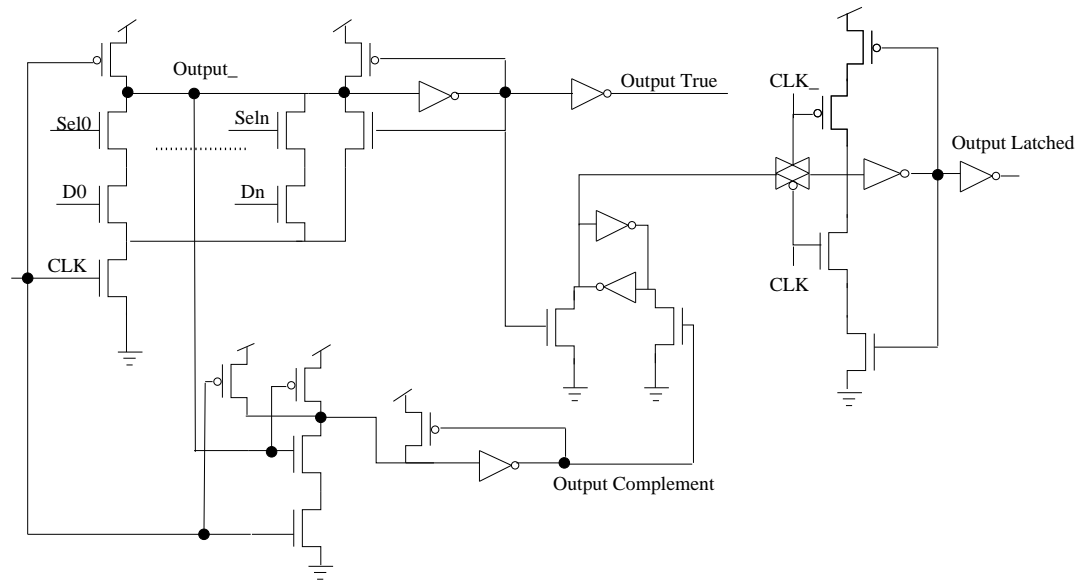 Output_
Output True
CLK_
Sel0
Seln
Output Latched
D0
Dn
CLK
CLK
Output Complement